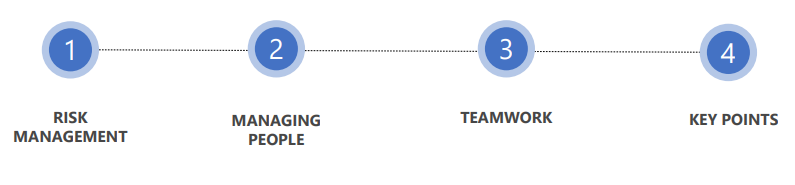 1
2
3
4
RISK
MANAGEMENT
MANAGING
PEOPLE
TEAMWORK
KEY POINTS